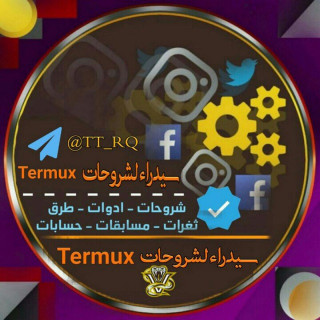 @TT_RQ
سيدراء لشروحات Termux
شروحات - ادوات - طرق
ثغرات - مسابقات - حسابات
سيدراء لشروحات Termux